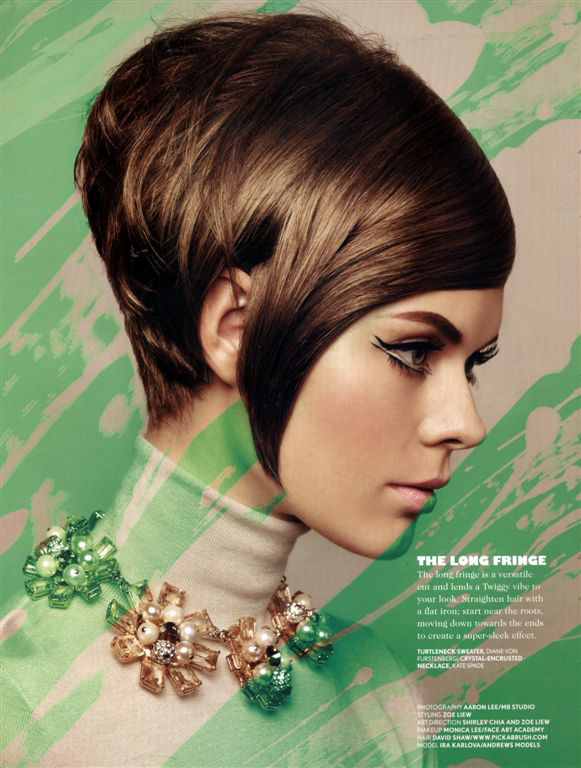 THE LONG FRINGE
The long fringe is a versatile
cut and lends a Twiggy vibe to
your look. Straighten hair with
a flat iron; start near the roots,
moving down towards the ends
to create a super-sleek effect.
TURTLENECK SWEATER, DIANE VON
FURSTENBERG; CRYSTAL-ENCRUSTED
NECKLACE, KATE SPADE
PHOTOGRAPHY AARON LEE/M8 STUDIO
STYLING ZOE LIEW
ART DIRECTION SHIRLEY CHIA AND ZOE LIEW
MAKEUP MONICA LEE/FACE ART ACADEMY
HAIR DAVID SHAW/WWW.PICKABRUSH.COM
MODEL IRA KARLOVA/ANDREWS MODELS